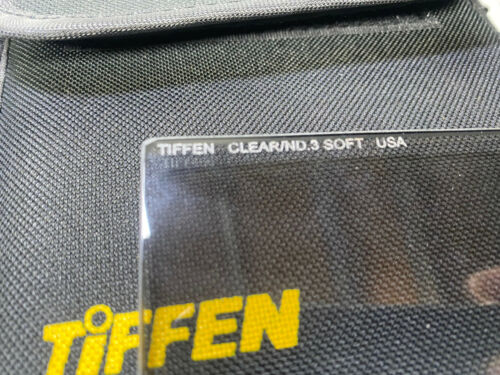 TIFFEN CLEAR/ND.3 SOFT USA
TiFFEN